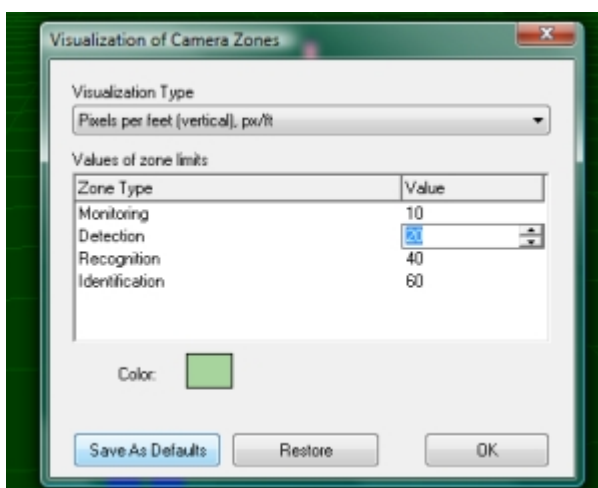 Visualization of Camera Zones
Visualization Type
Pixels per feet (vertical), px/ft
Values of zone limits
Zone Type Value
Monitoring 10
Detection 20
Recognition 40
Identification 60
Color:
Save As Defaults Restore OK